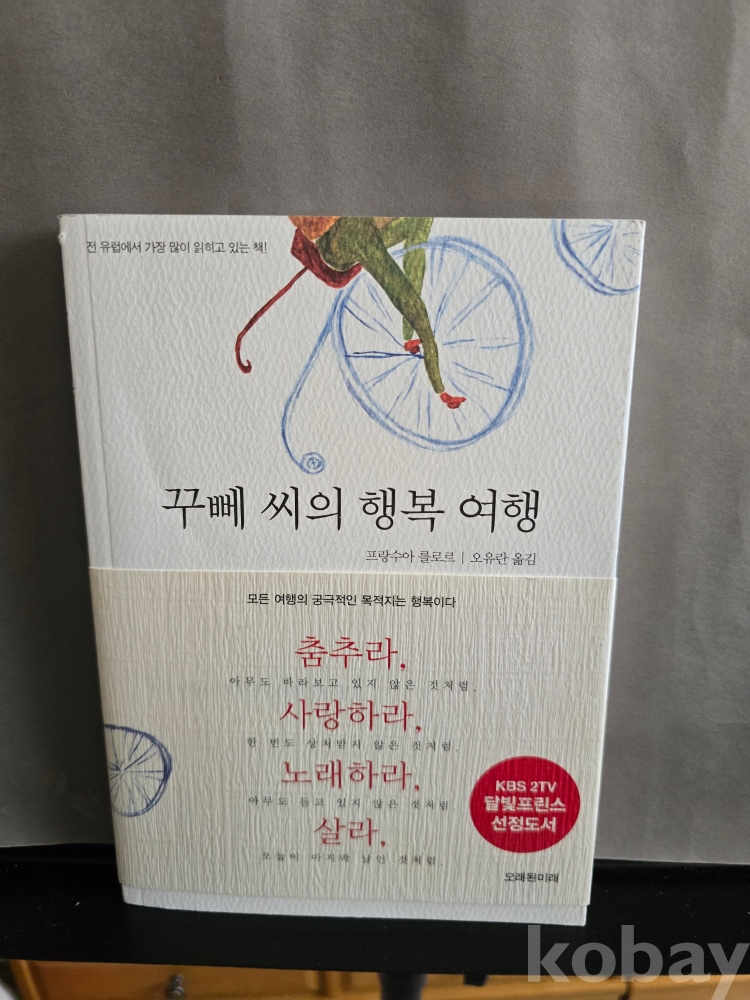 전 유럽에서 가장 많이 읽히고 있는 책!
꾸뻬 씨의 행복 여행
프랑수아 를로르 | 오유란 옮김
모든 여행의 궁극적인 목적지는 행복이다
춤추라,
아무도 바라보고 있지 않은 것처럼.
사랑하라,
한 번도 상처받지 않은 것처럼.
노래하라,
아무도 듣고 있지 않은 것처럼.
살라,
오늘이 마지막 날인 것처럼.
KBS 2TV
달빛프린스
선정도서
오래된미래
kobay